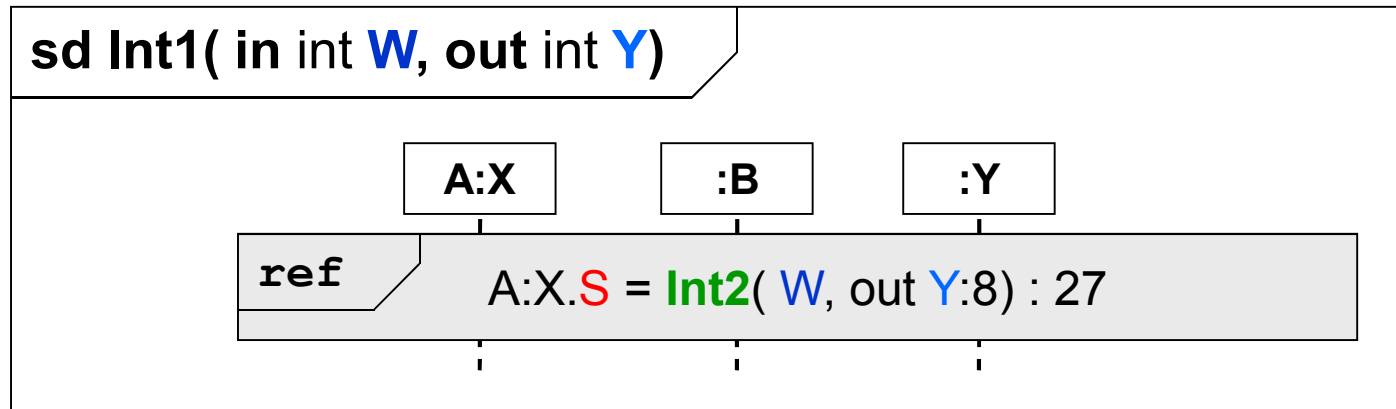 sd Int1( in int W, out int Y)
A:X :B :Y
ref A:X.S = Int2( W, out Y:8) : 27